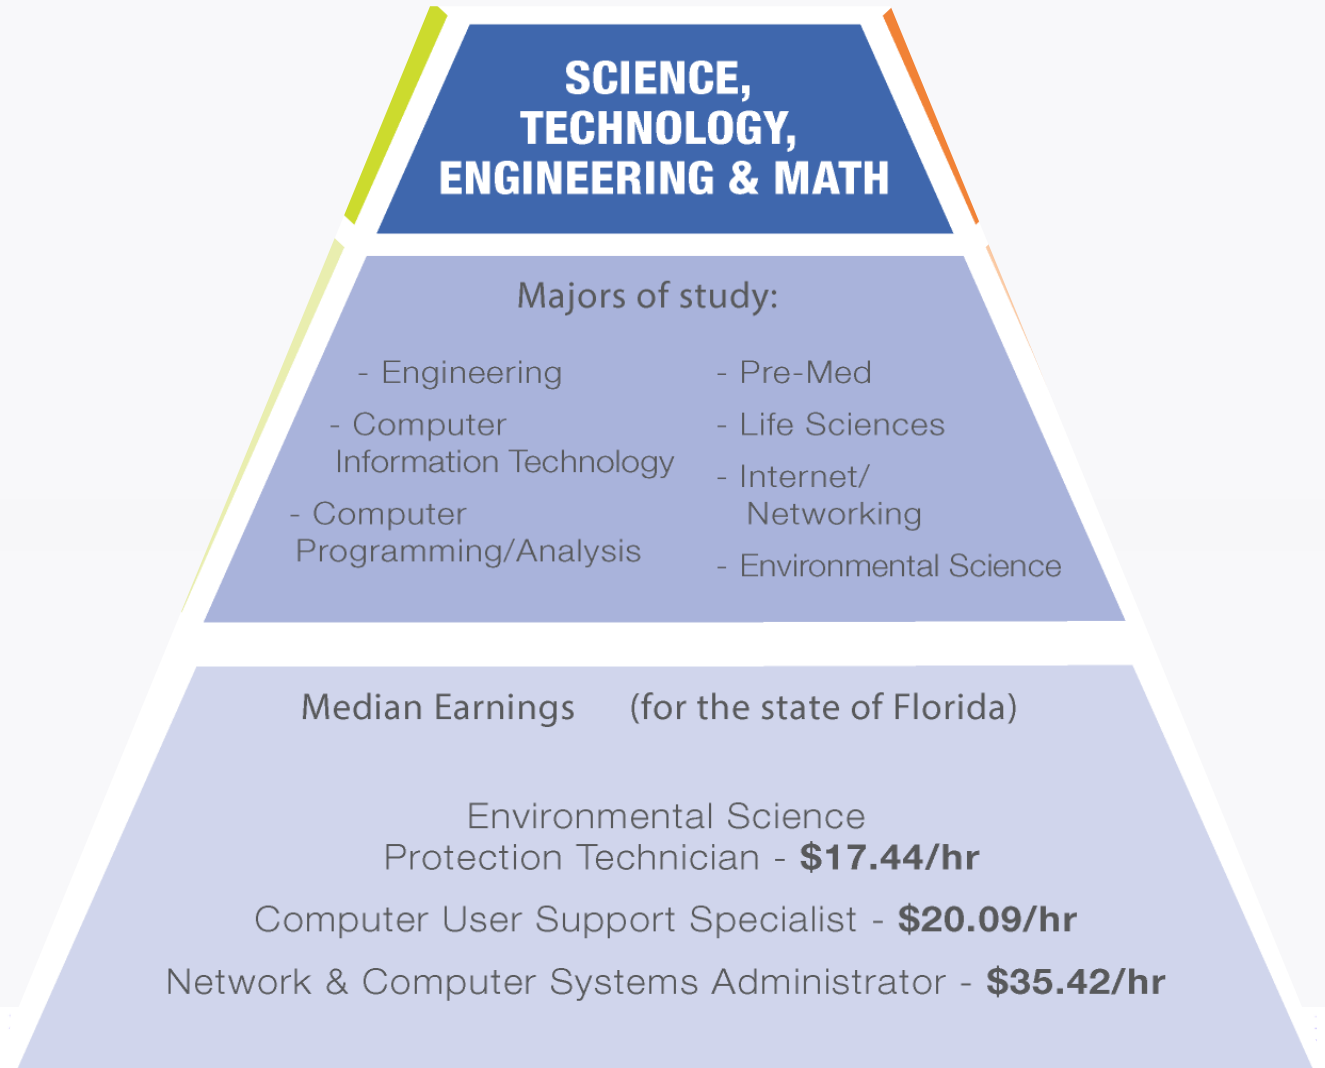 SCIENCE,
TECHNOLOGY,
ENGINEERING & MATH
Majors of study:
- Engineering
- Computer
Information Technology
- Computer
Programming/Analysis
- Pre-Med
- Life Sciences
- Internet/
Networking
- Environmental Science
Median Earnings (for the state of Florida)
Environmental Science
Protection Technician - $17.44/hr
Computer User Support Specialist - $20.09/hr
Network & Computer Systems Administrator - $35.42/hr